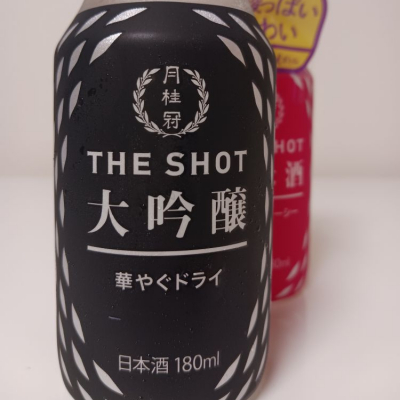 月
桂
冠
THE SHOT
大吟醸
華やぐドライ
日本酒 180ml
っぱい
わい
HOT
酒
ーシー
ml